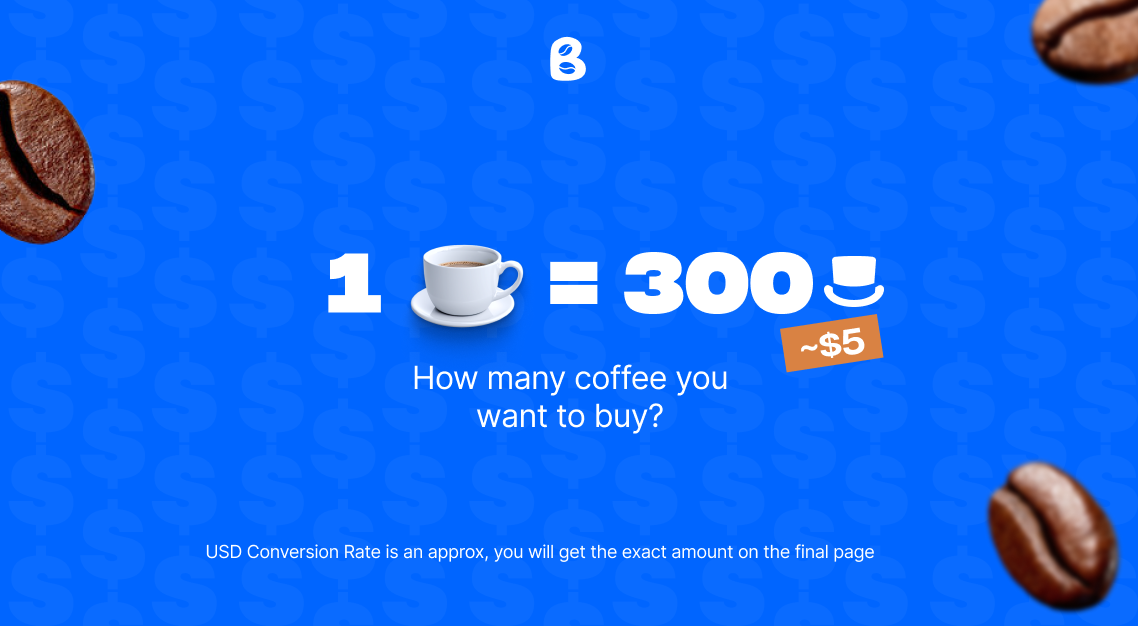 B
1 = 300
~$5
How many coffee you
want to buy?
USD Conversion Rate is an approx, you will get the exact amount on the final page